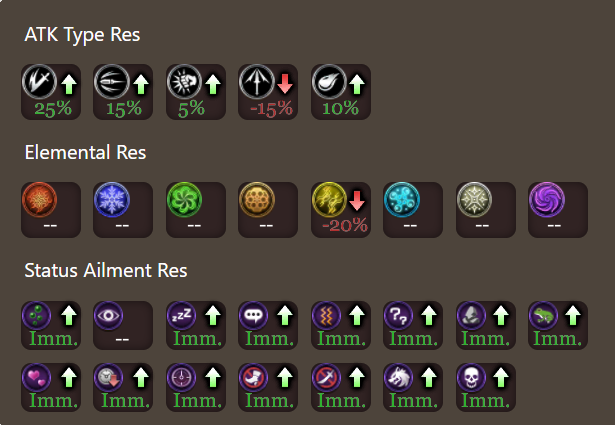 ATK Type Res
25% 15% 5% -15% 10%
Elemental Res
-- -- -- -- -20% -- -- --
Status Ailment Res
zzZ ??
Imm. -- Imm. Imm. Imm. Imm. Imm. Imm.
Imm. Imm. Imm. Imm. Imm. Imm. Imm.